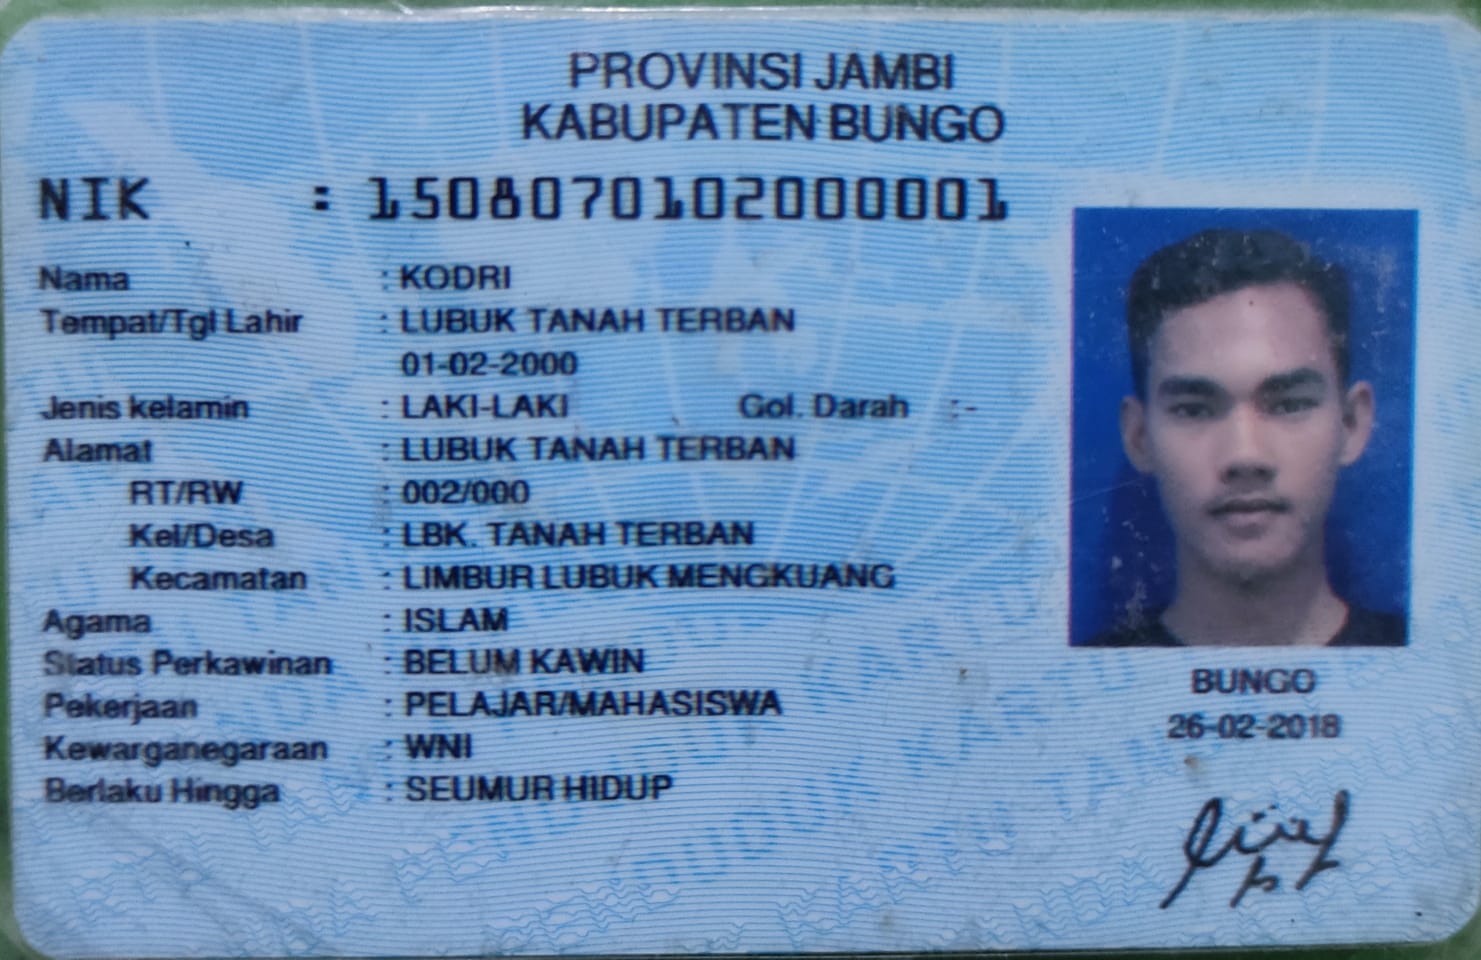 PROVINSI JAMBI
KABUPATEN BUNGO
NIK : 1508070102000001
Nama : KODRI
Tempat/Tgl Lahir : LUBUK TANAH TERBAN
01-02-2000
Jenis kelamin : LAKI-LAKI Gol. Darah : -
Alamat : LUBUK TANAH TERBAN
RT/RW : 002/000
Kel/Desa : LBK. TANAH TERBAN
Kecamatan : LIMBUR LUBUK MENGKUANG
Agama : ISLAM
Status Perkawinan : BELUM KAWIN
Pekerjaan : PELAJAR/MAHASISWA
Kewarganegaraan : WNI
Berlaku Hingga : SEUMUR HIDUP
BUNGO
26-02-2018